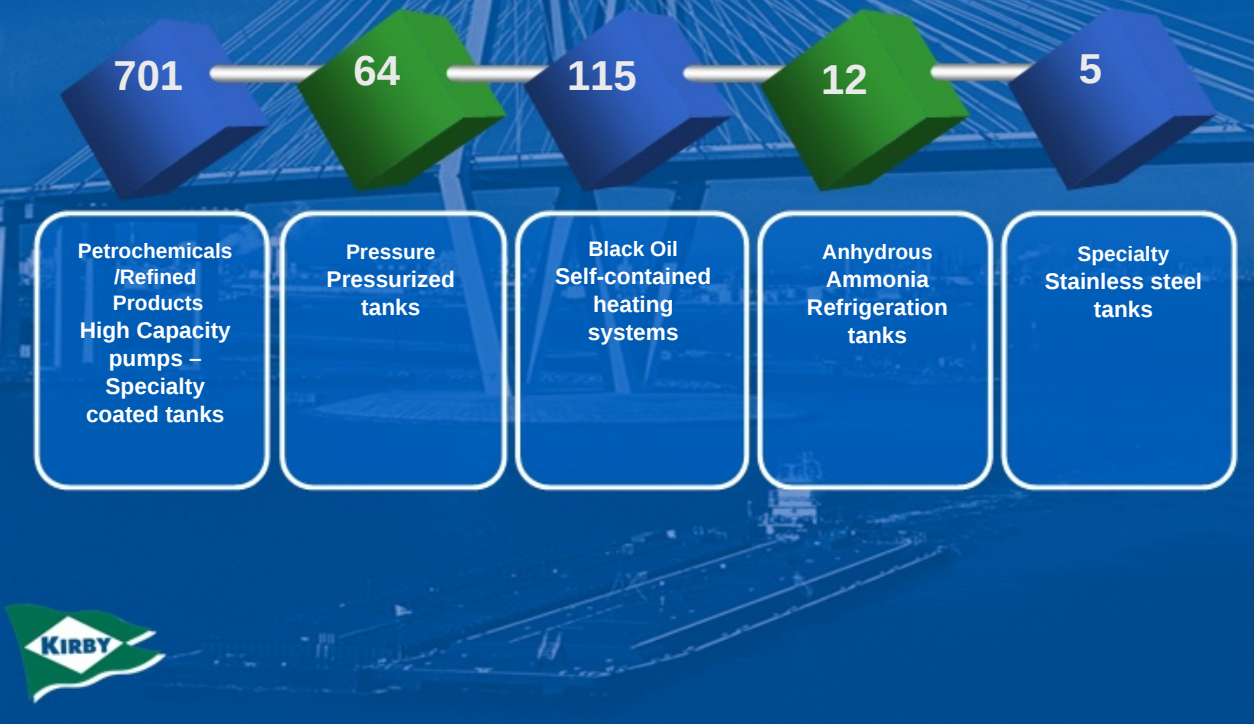 701
64
115
12
5
Petrochemicals
/Refined
Products
High Capacity
pumps –
Specialty
coated tanks
Pressure
Pressurized
tanks
Black Oil
Self-contained
heating
systems
Anhydrous
Ammonia
Refrigeration
tanks
Specialty
Stainless steel
tanks
KIRBY